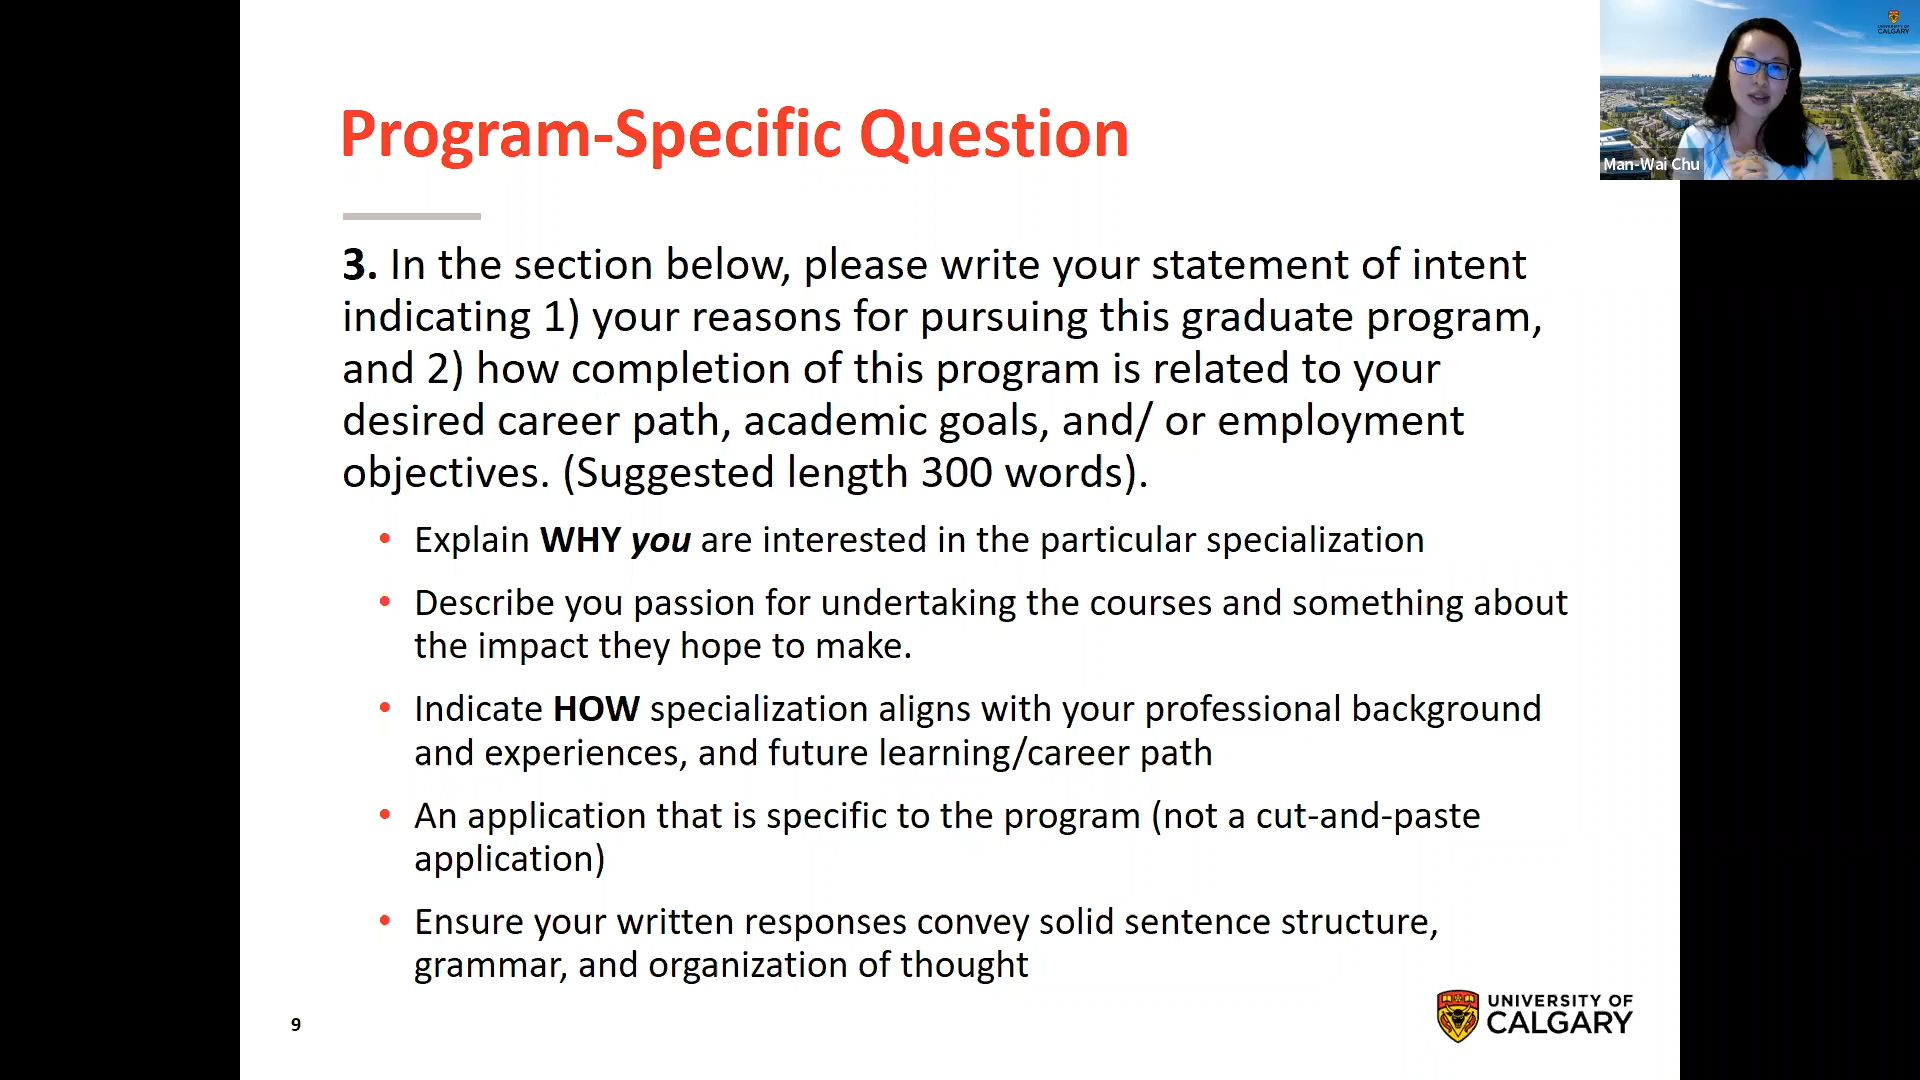 Program-Specific Question
UNIVERSITY OF
CALGARY
Man-Wai Chu
3. In the section below, please write your statement of intent
indicating 1) your reasons for pursuing this graduate program,
and 2) how completion of this program is related to your
desired career path, academic goals, and/ or employment
objectives. (Suggested length 300 words).
• Explain WHY you are interested in the particular specialization
• Describe you passion for undertaking the courses and something about
the impact they hope to make.
• Indicate HOW specialization aligns with your professional background
and experiences, and future learning/career path
• An application that is specific to the program (not a cut-and-paste
application)
• Ensure your written responses convey solid sentence structure,
grammar, and organization of thought
9
UNIVERSITY OF
CALGARY